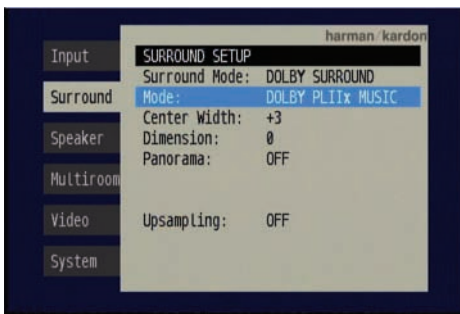 harman/kardon
Input
Surround
Speaker
Multiroom
Video
System
SURROUND SETUP
Surround Mode: DOLBY SURROUND
Mode: DOLBY PLIIx MUSIC
Center Width: +3
Dimension: 0
Panorama: OFF
Upsampling: OFF